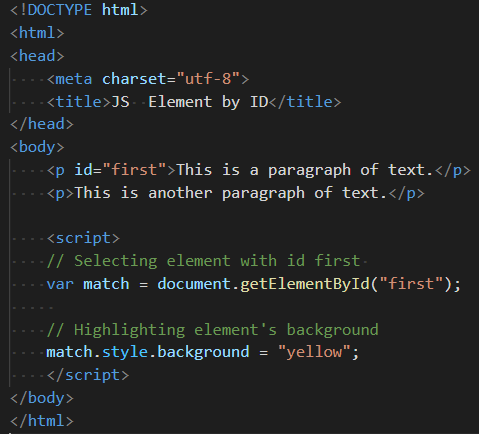 <!DOCTYPE html>
<html>
<head>
    <meta charset="utf-8">
    <title>JS  Element by ID</title>
</head>
<body>
    <p id="first">This is a paragraph of text.</p>
    <p>This is another paragraph of text.</p>

    <script>
    // Selecting element with id first 
    var match = document.getElementById("first");
    
    // Highlighting element's background
    match.style.background = "yellow";
    </script>
</body>
</html>